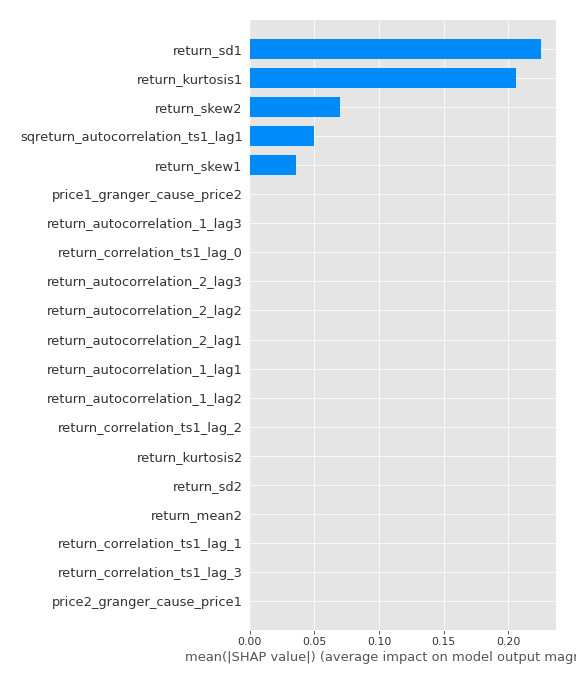 return_sd1
return_kurtosis1
return_skew2
sqreturn_autocorrelation_ts1_lag1
return_skew1
price1_granger_cause_price2
return_autocorrelation_1_lag3
return_correlation_ts1_lag_0
return_autocorrelation_2_lag3
return_autocorrelation_2_lag2
return_autocorrelation_2_lag1
return_autocorrelation_1_lag1
return_autocorrelation_1_lag2
return_correlation_ts1_lag_2
return_kurtosis2
return_sd2
return_mean2
return_correlation_ts1_lag_1
return_correlation_ts1_lag_3
price2_granger_cause_price1
0.00 0.05 0.10 0.15 0.20
mean(|SHAP value|) (average impact on model output magn